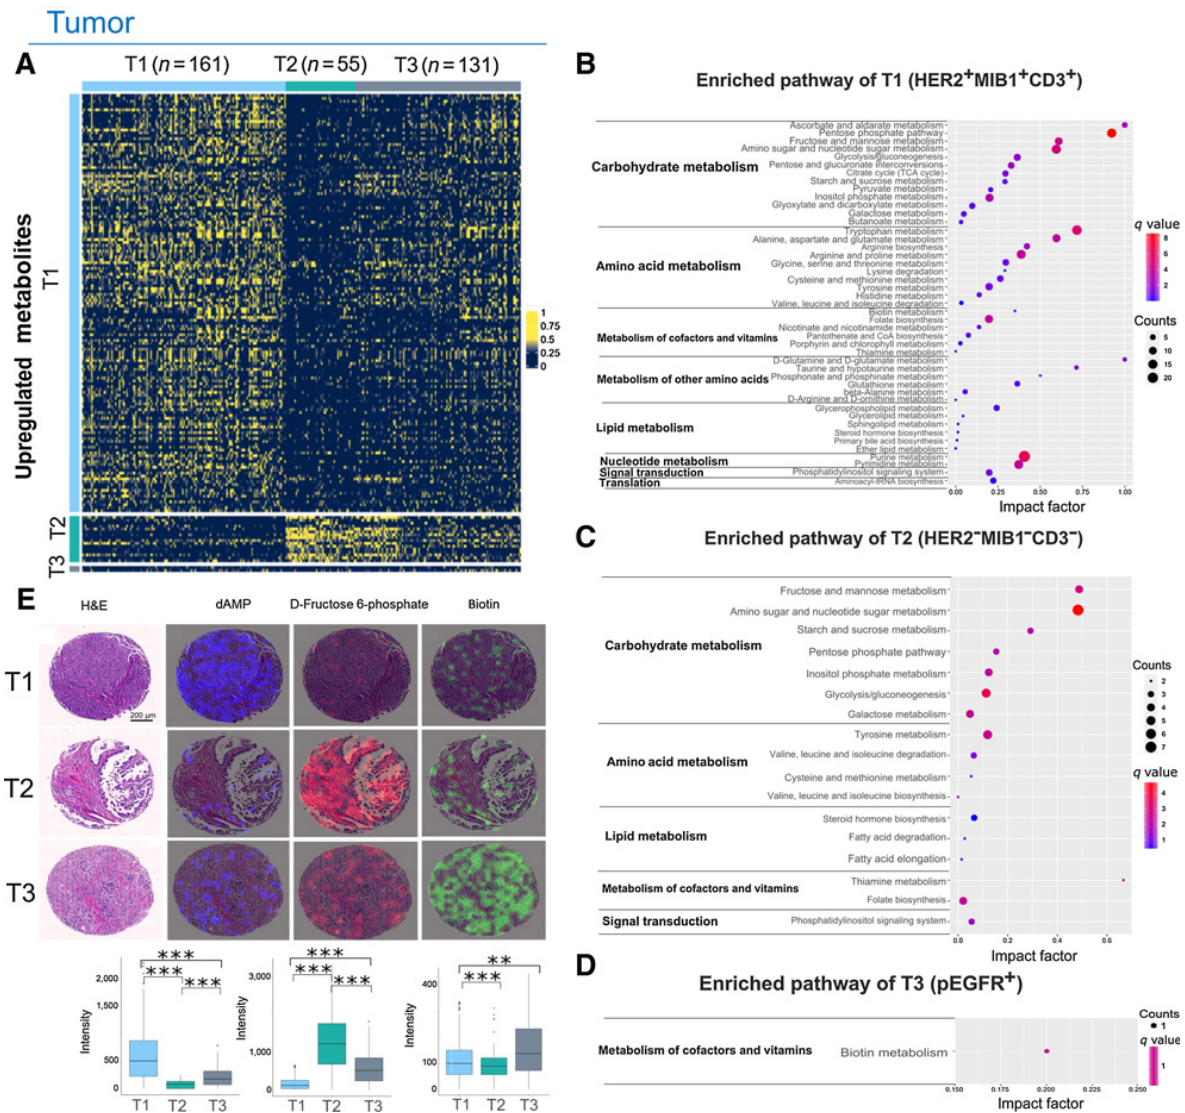 Tumor
A
T1 (n = 161)
T2 (n = 55)
T3 (n = 131)
Upregulated metabolites
T1
T2
T3
1
0.75
0.5
0.25
0
B
Enriched pathway of T1 (HER2+MIB1+CD3+)
Carbohydrate metabolism
Ascorbate and aldarate metabolism
Pentose phosphate pathway
Fructose and mannose metabolism
Amino sugar and nucleotide sugar metabolism
Glycolysis/gluconeogenesis
Pentose and glucuronate interconversions
Citrate cycle (TCA cycle)
Starch and sucrose metabolism
Pyruvate metabolism
Inositol phosphate metabolism
Glyoxylate and dicarboxylate metabolism
Galactose metabolism
Butanoate metabolism
Amino acid metabolism
Tryptophan metabolism
Alanine, aspartate and glutamate metabolism
Arginine biosynthesis
Arginine and proline metabolism
Glycine, serine and threonine metabolism
Lysine degradation
Cysteine and methionine metabolism
Tyrosine metabolism
Histidine metabolism
Valine, leucine and isoleucine degradation
Metabolism of cofactors and vitamins
Biotin metabolism
Folate biosynthesis
Nicotinate and nicotinamide metabolism
Pantothenate and CoA biosynthesis
Porphyrin and chlorophyll metabolism
Thiamine metabolism
Metabolism of other amino acids
D-Glutamine and D-glutamate metabolism
Taurine and hypotaurine metabolism
Phosphonate and phosphinate metabolism
Glutathione metabolism
beta-Alanine metabolism
D-Arginine and D-ornithine metabolism
Lipid metabolism
Glycerophospholipid metabolism
Glycerolipid metabolism
Sphingolipid metabolism
Steroid hormone biosynthesis
Primary bile acid biosynthesis
Ether lipid metabolism
Nucleotide metabolism
Purine metabolism
Pyrimidine metabolism
Signal transduction
Phosphatidylinositol signaling system
Translation
Aminoacyl-tRNA biosynthesis
0.00 0.25 0.50 0.75 1.00
Impact factor
q value
8
6
4
2
Counts
5
10
15
20
C
Enriched pathway of T2 (HER2-MIB1-CD3-)
Carbohydrate metabolism
Fructose and mannose metabolism
Amino sugar and nucleotide sugar metabolism
Starch and sucrose metabolism
Pentose phosphate pathway
Inositol phosphate metabolism
Glycolysis/gluconeogenesis
Galactose metabolism
Amino acid metabolism
Tyrosine metabolism
Valine, leucine and isoleucine degradation
Cysteine and methionine metabolism
Valine, leucine and isoleucine biosynthesis
Lipid metabolism
Steroid hormone biosynthesis
Fatty acid degradation
Fatty acid elongation
Metabolism of cofactors and vitamins
Thiamine metabolism
Folate biosynthesis
Signal transduction
Phosphatidylinositol signaling system
0.0 0.2 0.4 0.6
Impact factor
Counts
2
3
4
5
6
7
q value
4
3
2
1
D
Enriched pathway of T3 (pEGFR+)
Metabolism of cofactors and vitamins
Biotin metabolism
0.150 0.175 0.200 0.225 0.250
Impact factor
Counts
1
q value
1
E
H&E
dAMP
D-Fructose 6-phosphate
Biotin
T1
200 µm
T2
T3
Intensity
2,000
1,500
500
0
*** *** ***
T1 T2 T3
Intensity
3,000
1,000
0
*** *** ***
T1 T2 T3
Intensity
400
100
0
** ***
T1 T2 T3